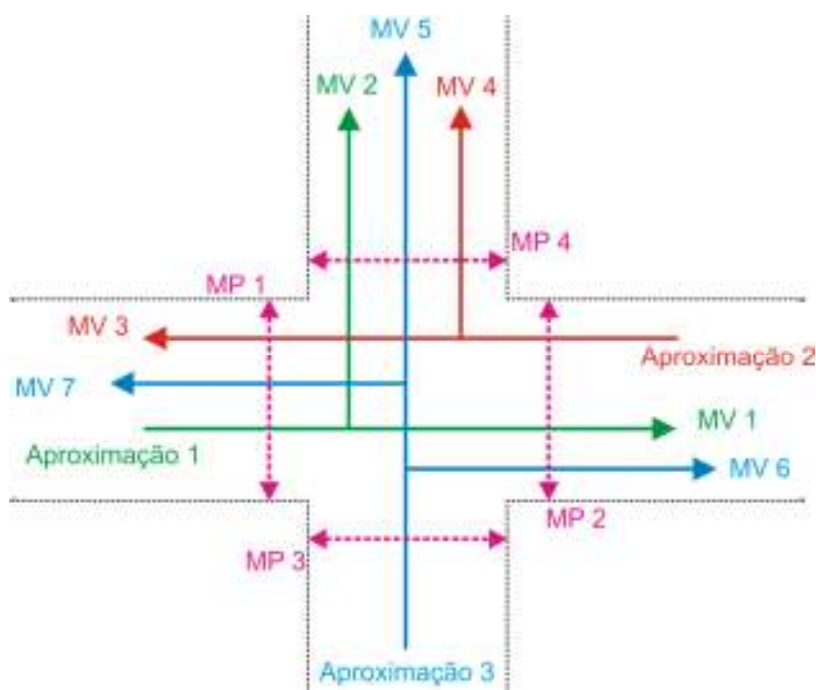 MV 5
MV 2
MV 4
MP 4
MP 1
MV 3
Aproximação 2
MV 7
MV 1
Aproximação 1
MV 6
MP 2
MP 3
Aproximação 3